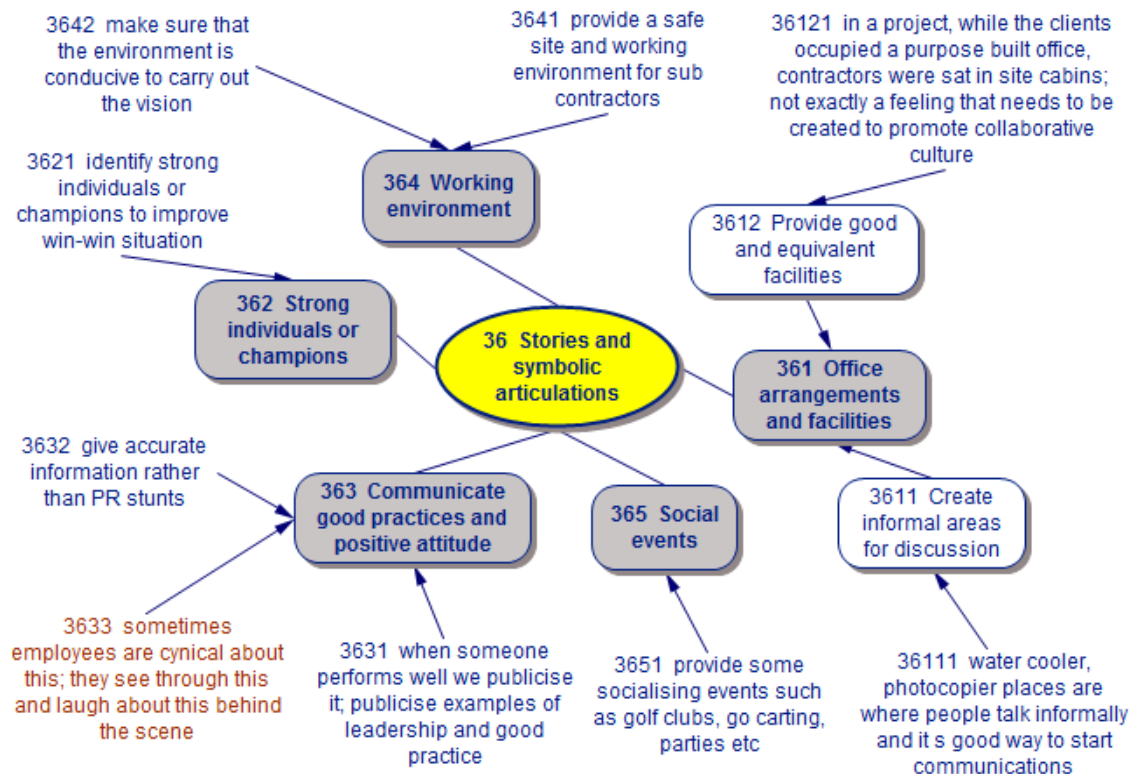 3642 make sure that
the environment is
conducive to carry out
the vision
3641 provide a safe
site and working
environment for sub
contractors
36121 in a project, while the clients
occupied a purpose built office,
contractors were sat in site cabins;
not exactly a feeling that needs to be
created to promote collaborative
culture
3621 identify strong
individuals or
champions to improve
win-win situation
364 Working
environment
3612 Provide good
and equivalent
facilities
362 Strong
individuals or
champions
36 Stories and
symbolic
articulations
361 Office
arrangements
and facilities
3632 give accurate
information rather
than PR stunts
363 Communicate
good practices and
positive attitude
365 Social
events
3611 Create
informal areas
for discussion
3633 sometimes
employees are cynical about
this; they see through this
and laugh about this behind
the scene
3631 when someone
performs well we publicise
it; publicise examples of
leadership and good
practice
3651 provide some
socialising events such
as golf clubs, go carting,
parties etc
36111 water cooler,
photocopier places are
where people talk informally
and it s good way to start
communications